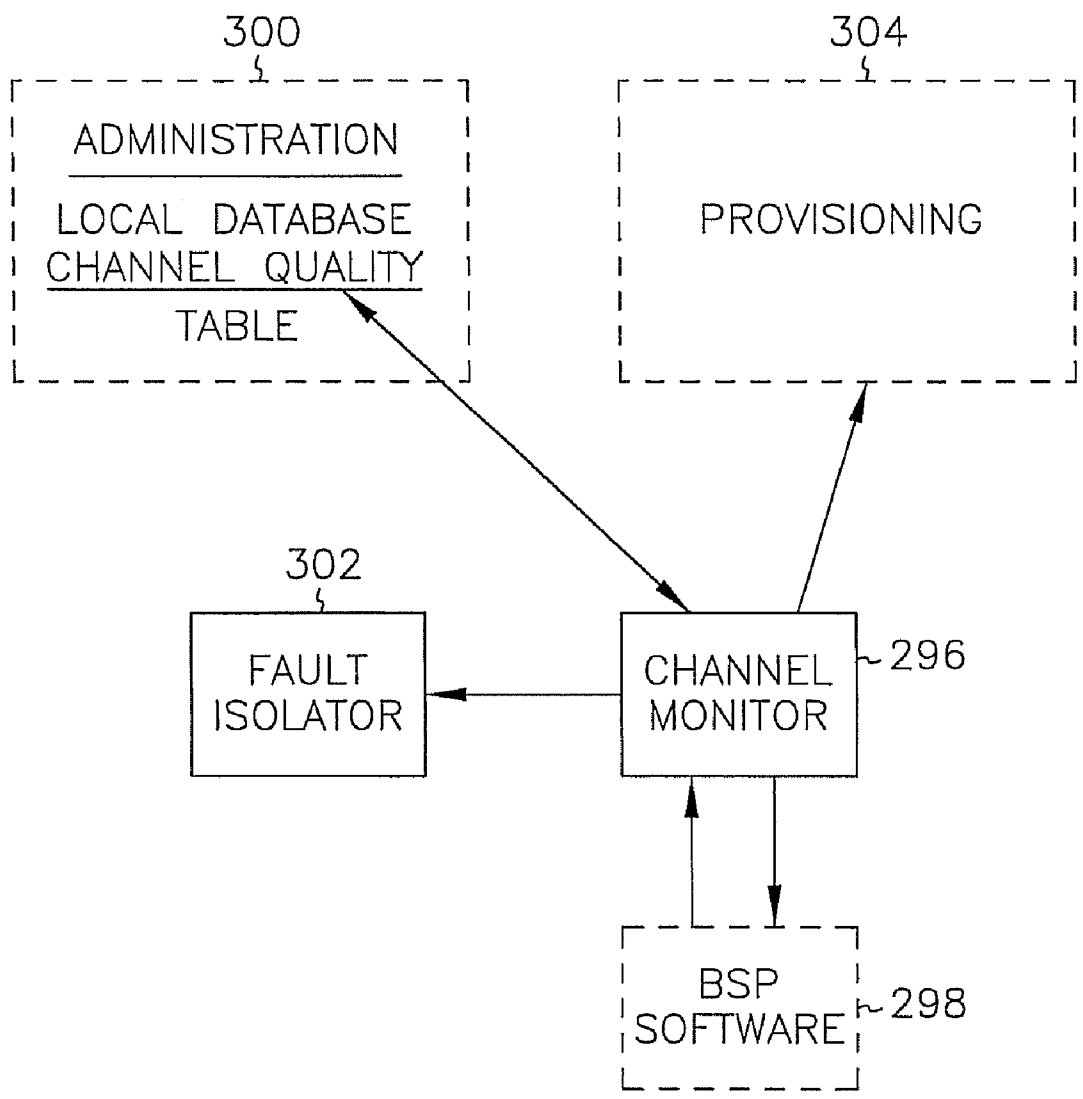 300
ADMINISTRATION
LOCAL DATABASE
CHANNEL QUALITY
TABLE
304
PROVISIONING
302
FAULT
ISOLATOR
CHANNEL
MONITOR
296
BSP
SOFTWARE
298